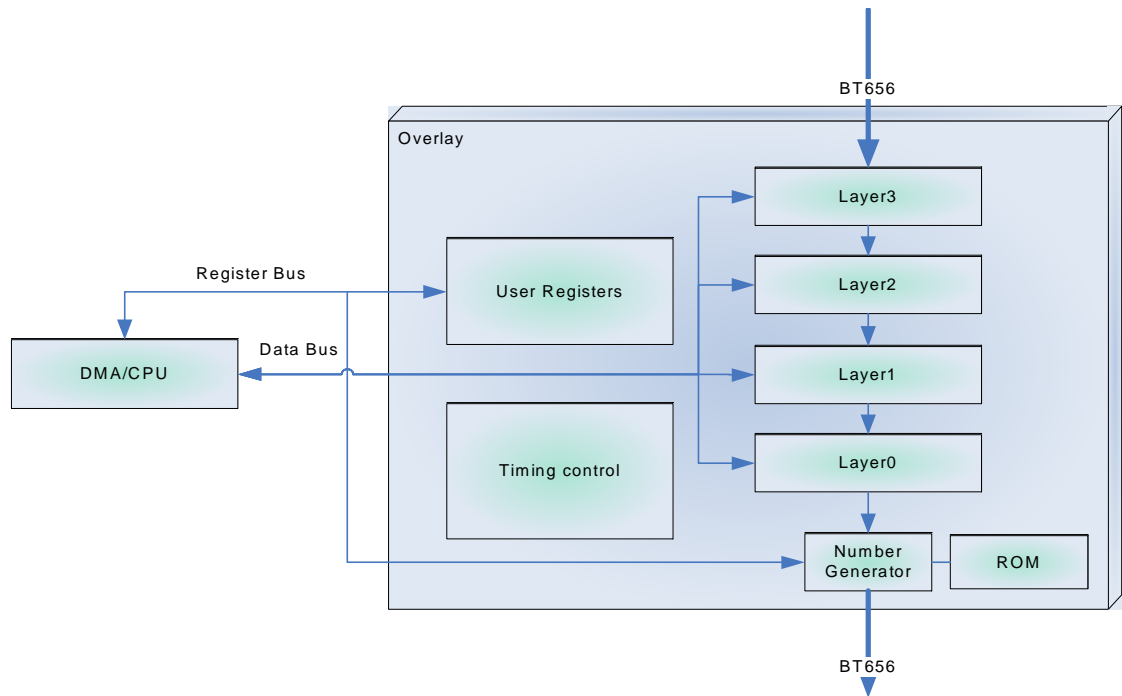 BT656
Overlay
Layer3
Register Bus
User Registers
Layer2
Data Bus
DMA/CPU
Layer1
Timing control
Layer0
Number
Generator
ROM
BT656